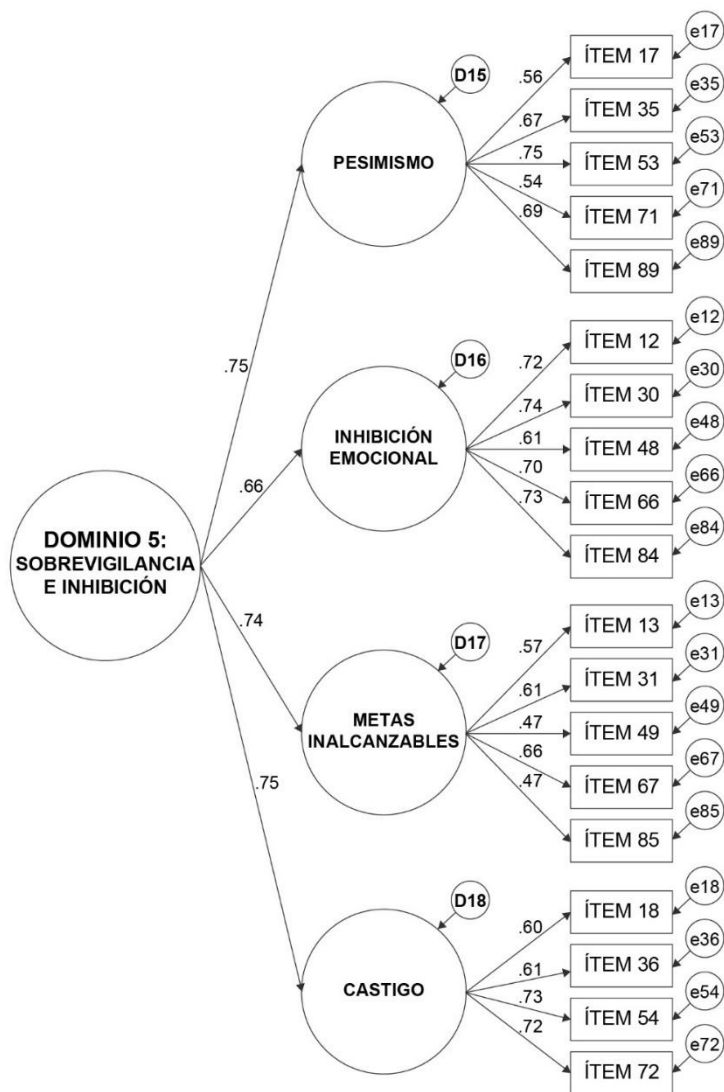 e17
D15
ÍTEM 17
.56
e35
ÍTEM 35
.67
PESIMISMO
e53
.75
ÍTEM 53
.54
e71
ÍTEM 71
.69
e89
ÍTEM 89
e12
ÍTEM 12
D16
.72
e30
.75
ÍTEM 30
.74
INHIBICIÓN
EMOCIONAL
e48
.61
ÍTEM 48
.70
e66
.66
ÍTEM 66
.73
e84
ÍTEM 84
DOMINIO 5:
SOBREVIGILANCIA
E INHIBICIÓN
e13
ÍTEM 13
.74
D17
.57
e31
ÍTEM 31
.61
METAS
INALCANZABLES
e49
.47
ÍTEM 49
.66
e67
ÍTEM 67
.47
.75
e85
ÍTEM 85
e18
D18
ÍTEM 18
.60
e36
ÍTEM 36
.61
CASTIGO
e54
.73
ÍTEM 54
.72
e72
ÍTEM 72